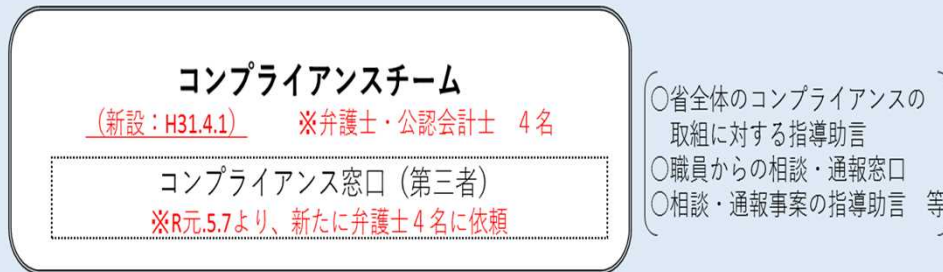 コンプライアンスチーム
(新設：H31.4.1)　※弁護士・公認会計士　４名
コンプライアンス窓口（第三者）
※R元.5.7より、新たに弁護士４名に依頼
○省全体のコンプライアンスの
取組に対する指導助言
○職員からの相談・通報窓口
○相談・通報事案の指導助言　等